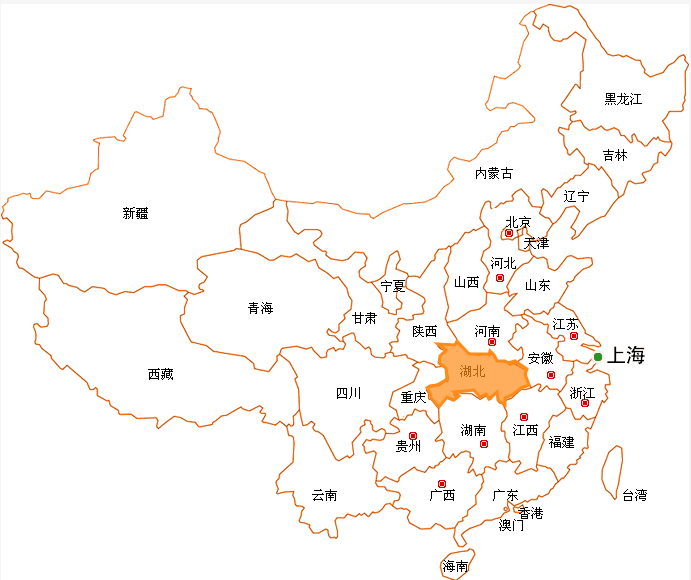 黑龙江
吉林
内蒙古
辽宁
新疆
北京
天津
河北
山西
山东
宁夏
青海
甘肃
陕西
河南
江苏
上海
安徽
湖北
西藏
四川
重庆
浙江
湖南
江西
贵州
福建
云南
广西
广东
台湾
香港
澳门
海南